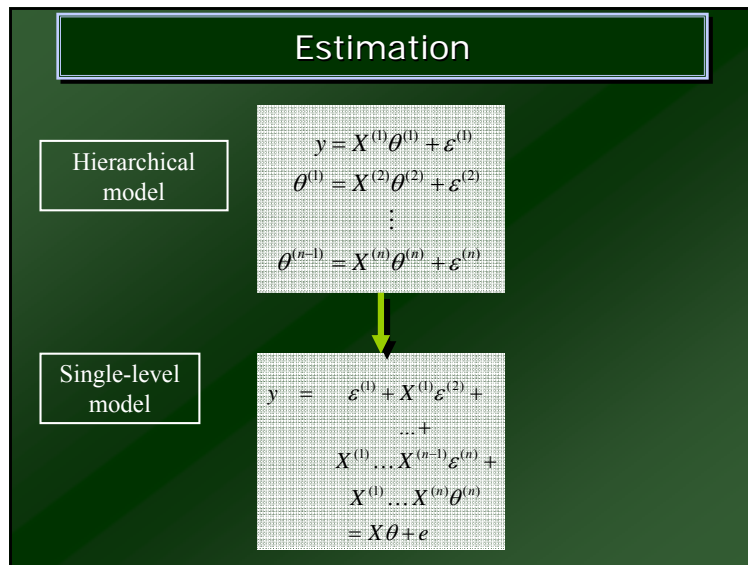 Estimation
Hierarchical
model
y = X⁽¹⁾θ⁽¹⁾ + ε⁽¹⁾
θ⁽¹⁾ = X⁽²⁾θ⁽²⁾ + ε⁽²⁾
⋮
θ⁽ⁿ⁻¹⁾ = X⁽ⁿ⁾θ⁽ⁿ⁾ + ε⁽ⁿ⁾
Single-level
model
y = ε⁽¹⁾ + X⁽¹⁾ε⁽²⁾ +
...+
X⁽¹⁾…X⁽ⁿ⁻¹⁾ε⁽ⁿ⁾ +
X⁽¹⁾…X⁽ⁿ⁾θ⁽ⁿ⁾
= Xθ + e